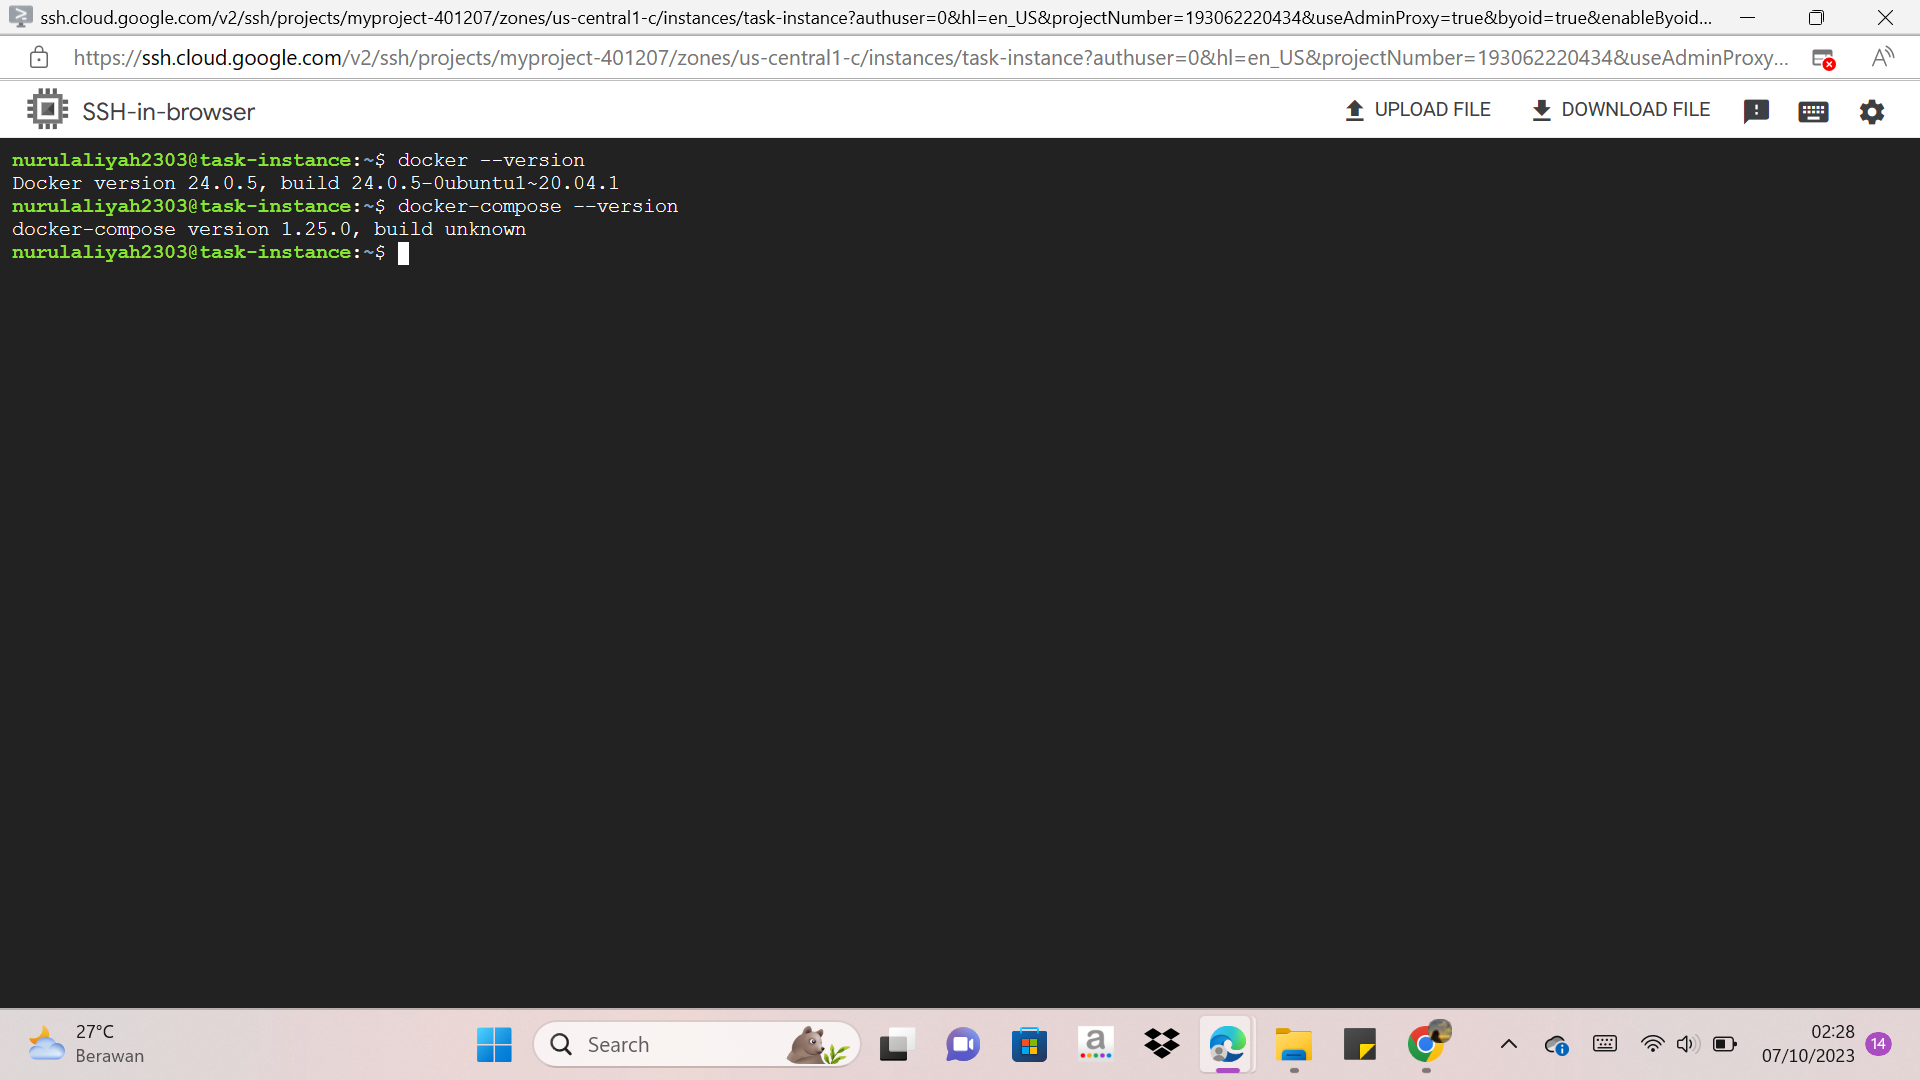 ssh.cloud.google.com/v2/ssh/projects/myproject-401207/zones/us-central1-c/instances/task-instance?authuser=0&hl=en_US&projectNumber=193062220434&useAdminProxy=true&byoid=true&enableByoid...
https://ssh.cloud.google.com/v2/ssh/projects/myproject-401207/zones/us-central1-c/instances/task-instance?authuser=0&hl=en_US&projectNumber=193062220434&useAdminProxy...
SSH-in-browser
UPLOAD FILE
DOWNLOAD FILE
nurulaliyah2303@task-instance:~$ docker --version
Docker version 24.0.5, build 24.0.5-0ubuntu1~20.04.1
nurulaliyah2303@task-instance:~$ docker-compose --version
docker-compose version 1.25.0, build unknown
nurulaliyah2303@task-instance:~$
27°C
Berawan
Search
02:28
07/10/2023
14